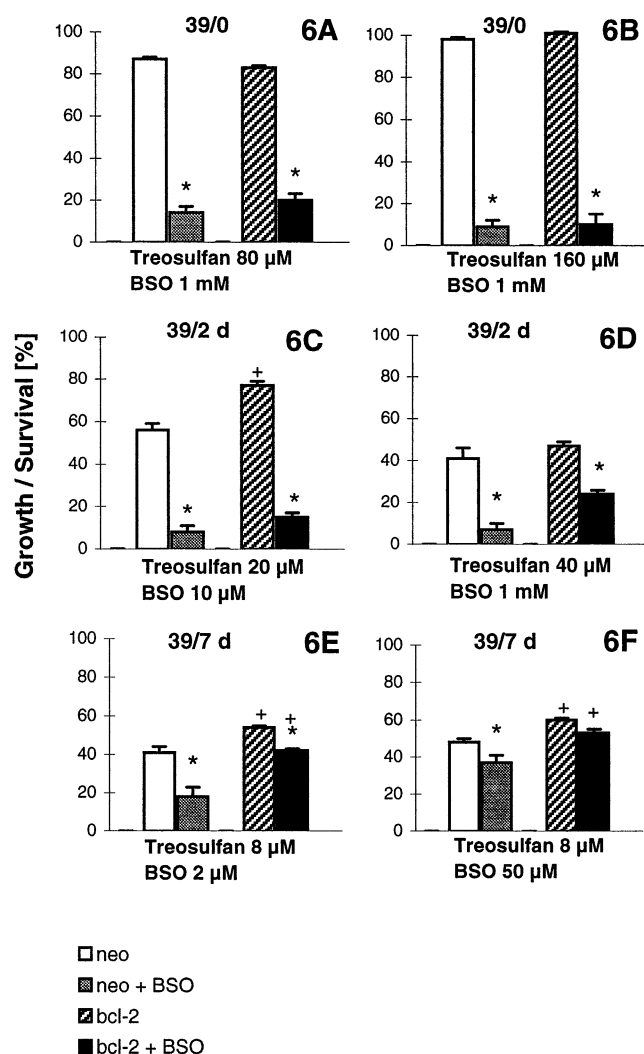 39/0 6A
100
80
60
40
20
0
* *
Treosulfan 80 µM
BSO 1 mM
39/0 6B
100
80
60
40
20
0
* *
Treosulfan 160 µM
BSO 1 mM
39/2 d 6C
100
80
60
40
20
0
+
* *
Treosulfan 20 µM
BSO 10 µM
39/2 d 6D
100
80
60
40
20
0
* *
Treosulfan 40 µM
BSO 1 mM
39/7 d 6E
100
80
60
40
20
0
+ +
* *
Treosulfan 8 µM
BSO 2 µM
39/7 d 6F
100
80
60
40
20
0
* + +
Treosulfan 8 µM
BSO 50 µM
Growth / Survival [%]
neo
neo + BSO
bcl-2
bcl-2 + BSO